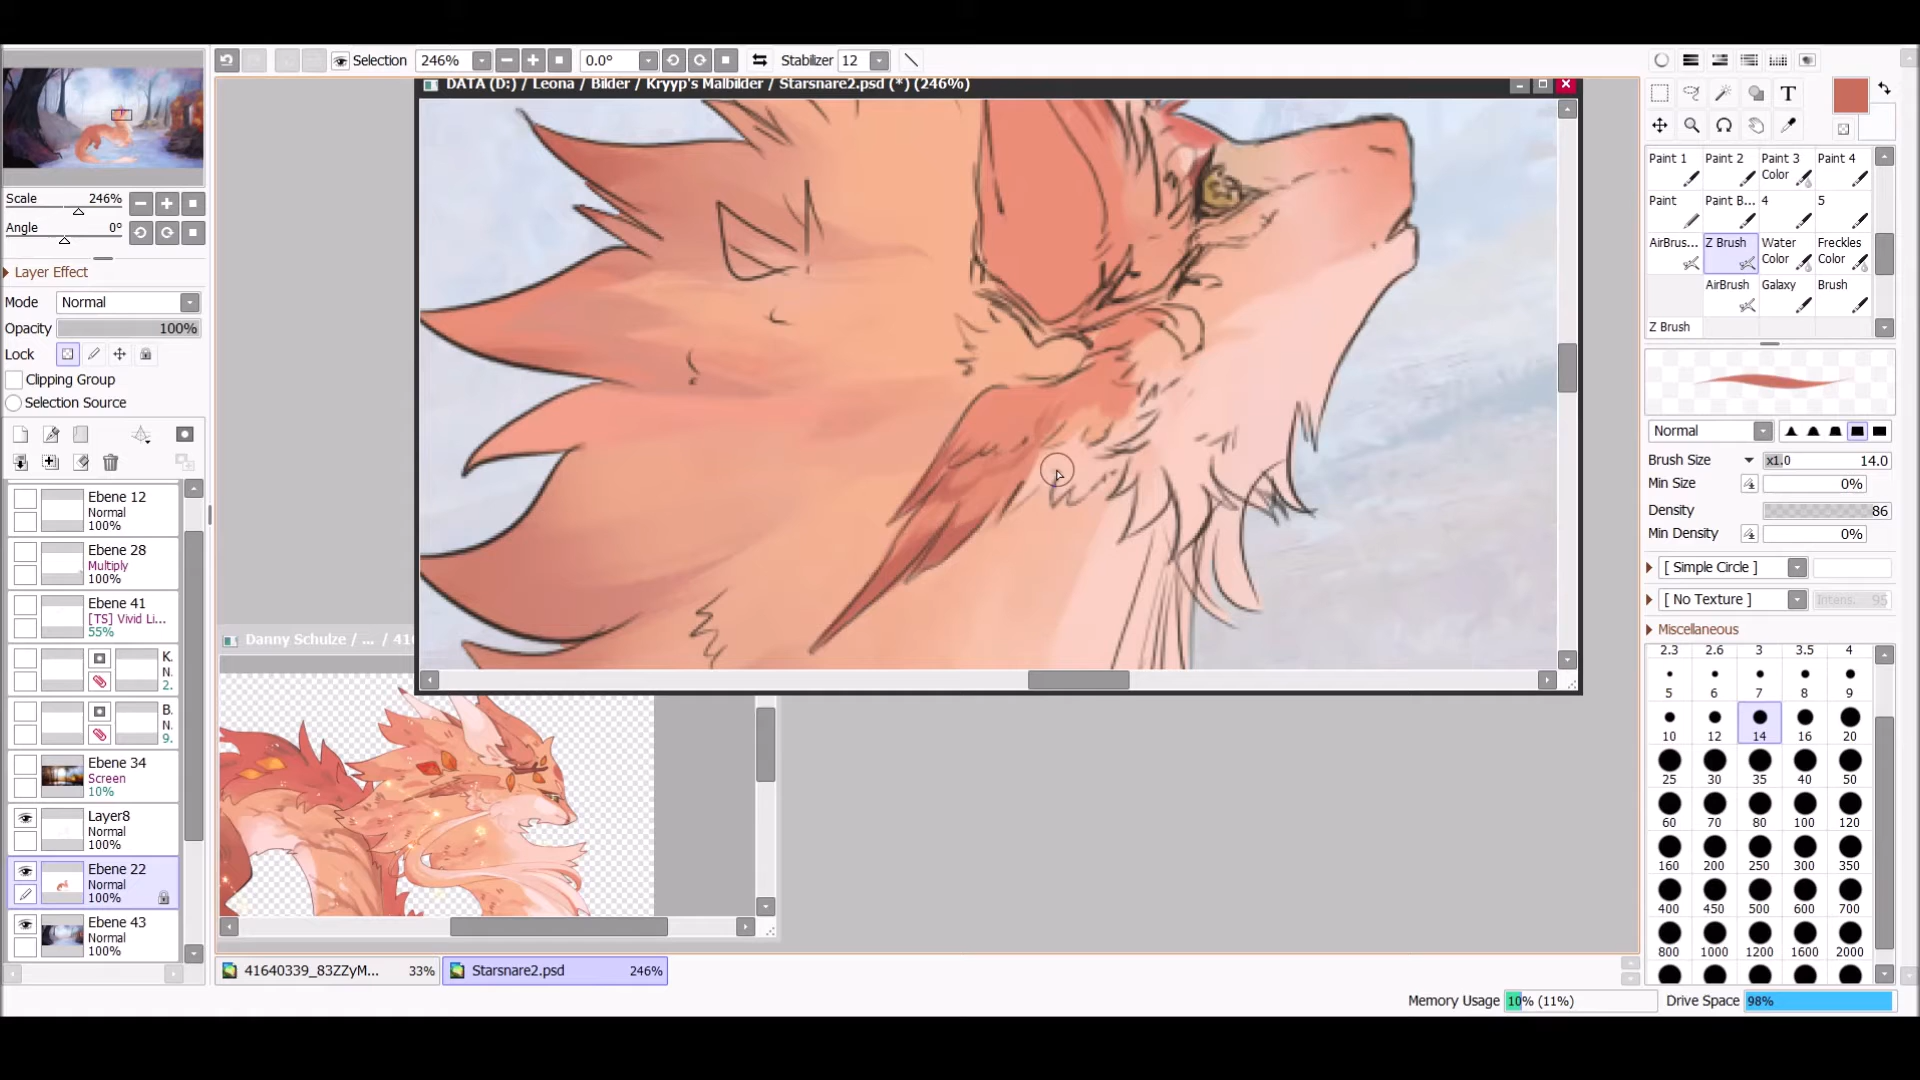 Selection 246% 0.0° Stabilizer 12
DATA (D:) / Leona / Bilder / Kryyp's Malbilder / Starsnare2.psd (*) (246%)
Scale 246%
Angle 0°
Layer Effect
Mode Normal
Opacity 100%
Lock
Clipping Group
Selection Source
Ebene 12
Normal
100%
Ebene 28
Multiply
100%
Ebene 41
[TS] Vivid Li...
55%
K.
N.
2.
B.
N.
9.
Ebene 34
Screen
10%
Layer8
Normal
100%
Ebene 22
Normal
100%
Ebene 43
Normal
100%
Danny Schulze / ... / 416
41640339_83ZZyM... 33%
Starsnare2.psd 246%
T
Paint 1 Paint 2 Paint 3 Color Paint 4
Paint Paint B... 4 5
AirBrus... Z Brush Water Color Freckles Color
AirBrush Galaxy Brush
Z Brush
Normal
Brush Size x1.0 14.0
Min Size 0%
Density 86
Min Density 0%
[ Simple Circle ]
[ No Texture ] Intens. 95
Miscellaneous
2.3 2.6 3 3.5 4
5 6 7 8 9
10 12 14 16 20
25 30 35 40 50
60 70 80 100 120
160 200 250 300 350
400 450 500 600 700
800 1000 1200 1600 2000
Memory Usage 10% (11%) Drive Space 98%